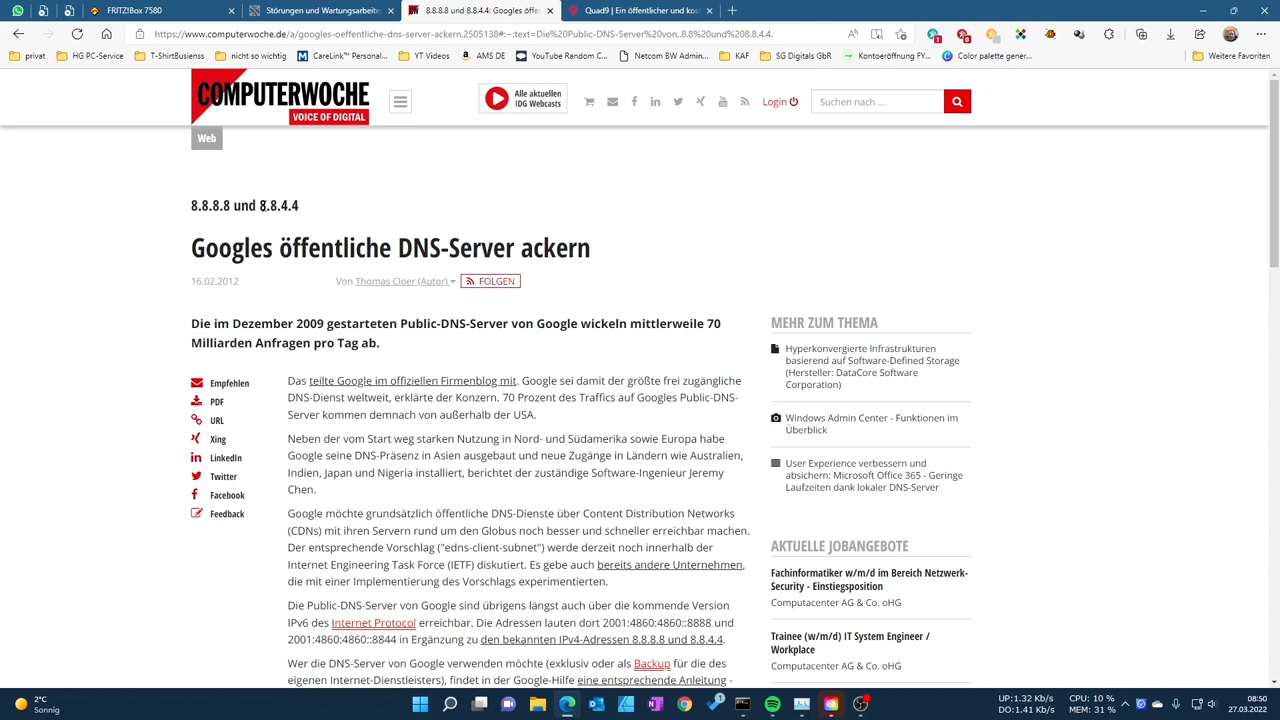 FRITZ!Box 7580
Störungen und Wartungsarbeite
8.8.8.8 und 8.8.4.4: Googles öffen
Quad9 | Ein öffentlicher und kos
https://www.computerwoche.de/a/googles-oeffentliche-dns-server-ackern,2505138#:~:text=Die%20Public-DNS-Server%20von,.8.8%20und%208.8.4.4.
privat
HG PC-Service
T-ShirtBusiness
nicht so wichtig
CareLink™ Personal...
YT Videos
AMS DE
YouTube Random C...
Netcom BW Admin...
KAF
SG Digitals GbR
Kontoeröffnung FY...
Color palette gener...
Weitere Favoriten
COMPUTERWOCHE
VOICE OF DIGITAL
Alle aktuellen
IDG Webcasts
Login
Suchen nach ...
Web
8.8.8.8 und 8.8.4.4
Googles öffentliche DNS-Server ackern
16.02.2012
Von Thomas Cloer (Autor)
FOLGEN
Die im Dezember 2009 gestarteten Public-DNS-Server von Google wickeln mittlerweile 70
Milliarden Anfragen pro Tag ab.
Empfehlen
PDF
URL
Xing
LinkedIn
Twitter
Facebook
Feedback
Das teilte Google im offiziellen Firmenblog mit. Google sei damit der größte frei zugängliche
DNS-Dienst weltweit, erklärte der Konzern. 70 Prozent des Traffics auf Googles Public-DNS-
Server kommen demnach von außerhalb der USA.
Neben der vom Start weg starken Nutzung in Nord- und Südamerika sowie Europa habe
Google seine DNS-Präsenz in Asien ausgebaut und neue Zugänge in Ländern wie Australien,
Indien, Japan und Nigeria installiert, berichtet der zuständige Software-Ingenieur Jeremy
Chen.
Google möchte grundsätzlich öffentliche DNS-Dienste über Content Distribution Networks
(CDNs) mit ihren Servern rund um den Globus noch besser und schneller erreichbar machen.
Der entsprechende Vorschlag ("edns-client-subnet") werde derzeit noch innerhalb der
Internet Engineering Task Force (IETF) diskutiert. Es gebe auch bereits andere Unternehmen,
die mit einer Implementierung des Vorschlags experimentierten.
Die Public-DNS-Server von Google sind übrigens längst auch über die kommende Version
IPv6 des Internet Protocol erreichbar. Die Adressen lauten dort 2001:4860:4860::8888 und
2001:4860:4860::8844 in Ergänzung zu den bekannten IPv4-Adressen 8.8.8.8 und 8.8.4.4.
Wer die DNS-Server von Google verwenden möchte (exklusiv oder als Backup für die des
eigenen Internet-Dienstleisters), findet in der Google-Hilfe eine entsprechende Anleitung -
MEHR ZUM THEMA
Hyperkonvergierte Infrastrukturen
basierend auf Software-Defined Storage
(Hersteller: DataCore Software
Corporation)
Windows Admin Center - Funktionen im
Überblick
User Experience verbessern und
absichern: Microsoft Office 365 - Geringe
Laufzeiten dank lokaler DNS-Server
AKTUELLE JOBANGEBOTE
Fachinformatiker w/m/d im Bereich Netzwerk-
Security - Einstiegsposition
Computacenter AG & Co. oHG
Trainee (w/m/d) IT System Engineer /
Workplace
Computacenter AG & Co. oHG
2°C
Sonnig
UP:1.32 Kb/s
DO:1.41 Kb/s
CPU: 10 %
MEM: 31 %
08:50
27.03.2022